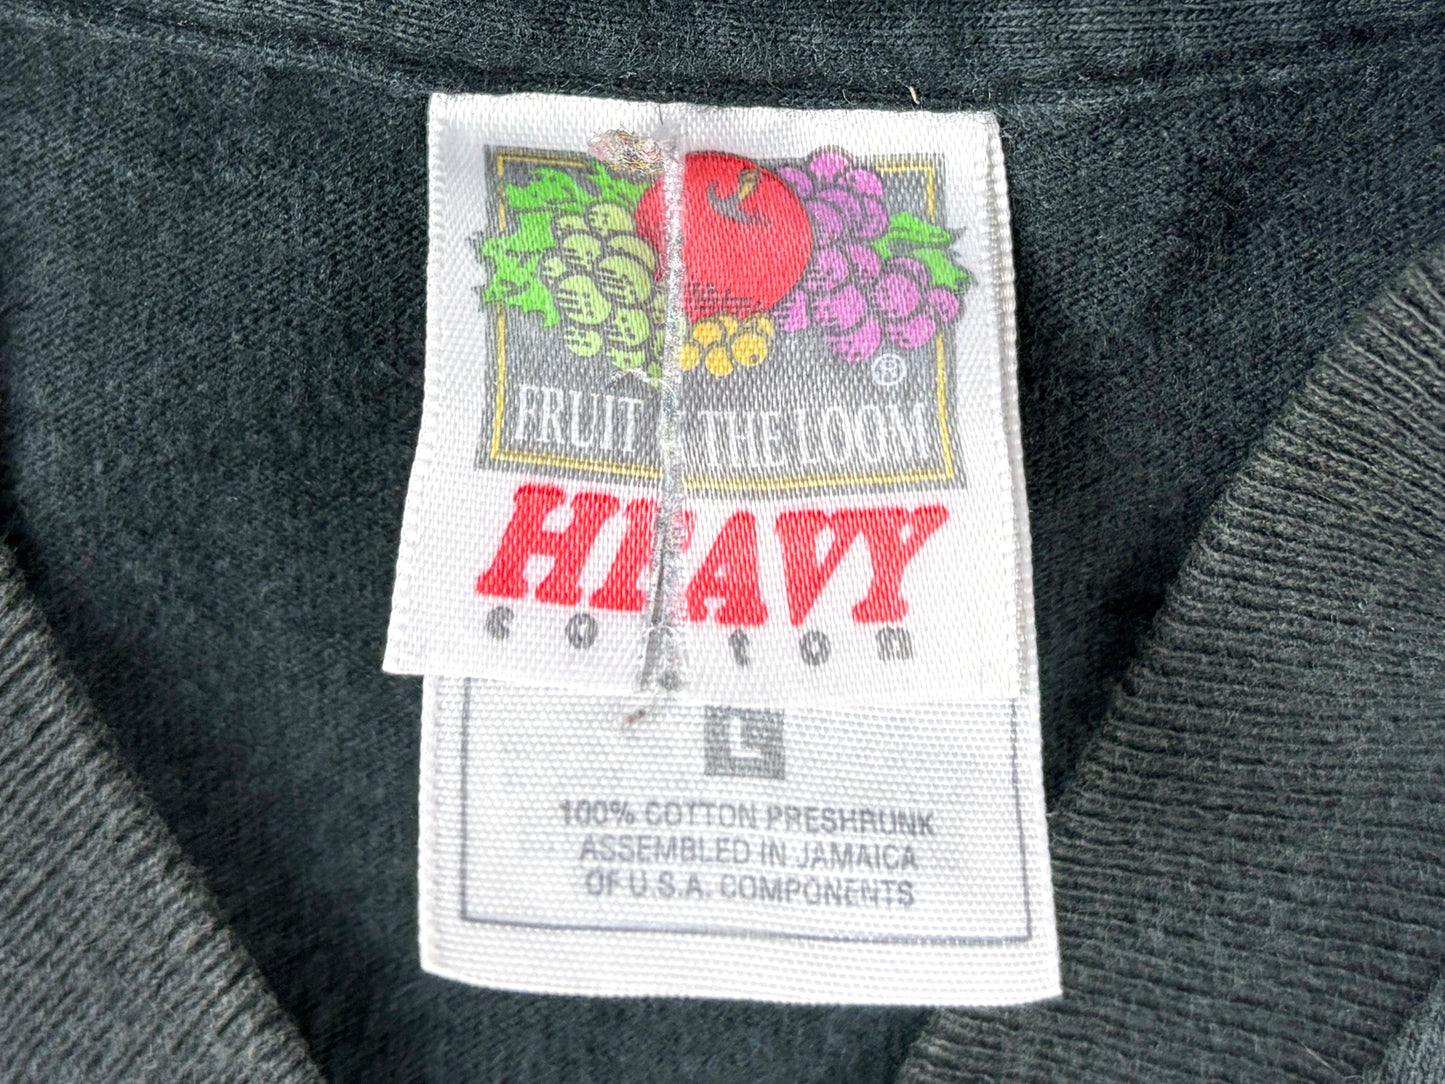 ®
FRUIT THE LOOM
HEAVY
cotton
L
100% COTTON PRESHRUNK
ASSEMBLED IN JAMAICA
OF U.S.A. COMPONENTS